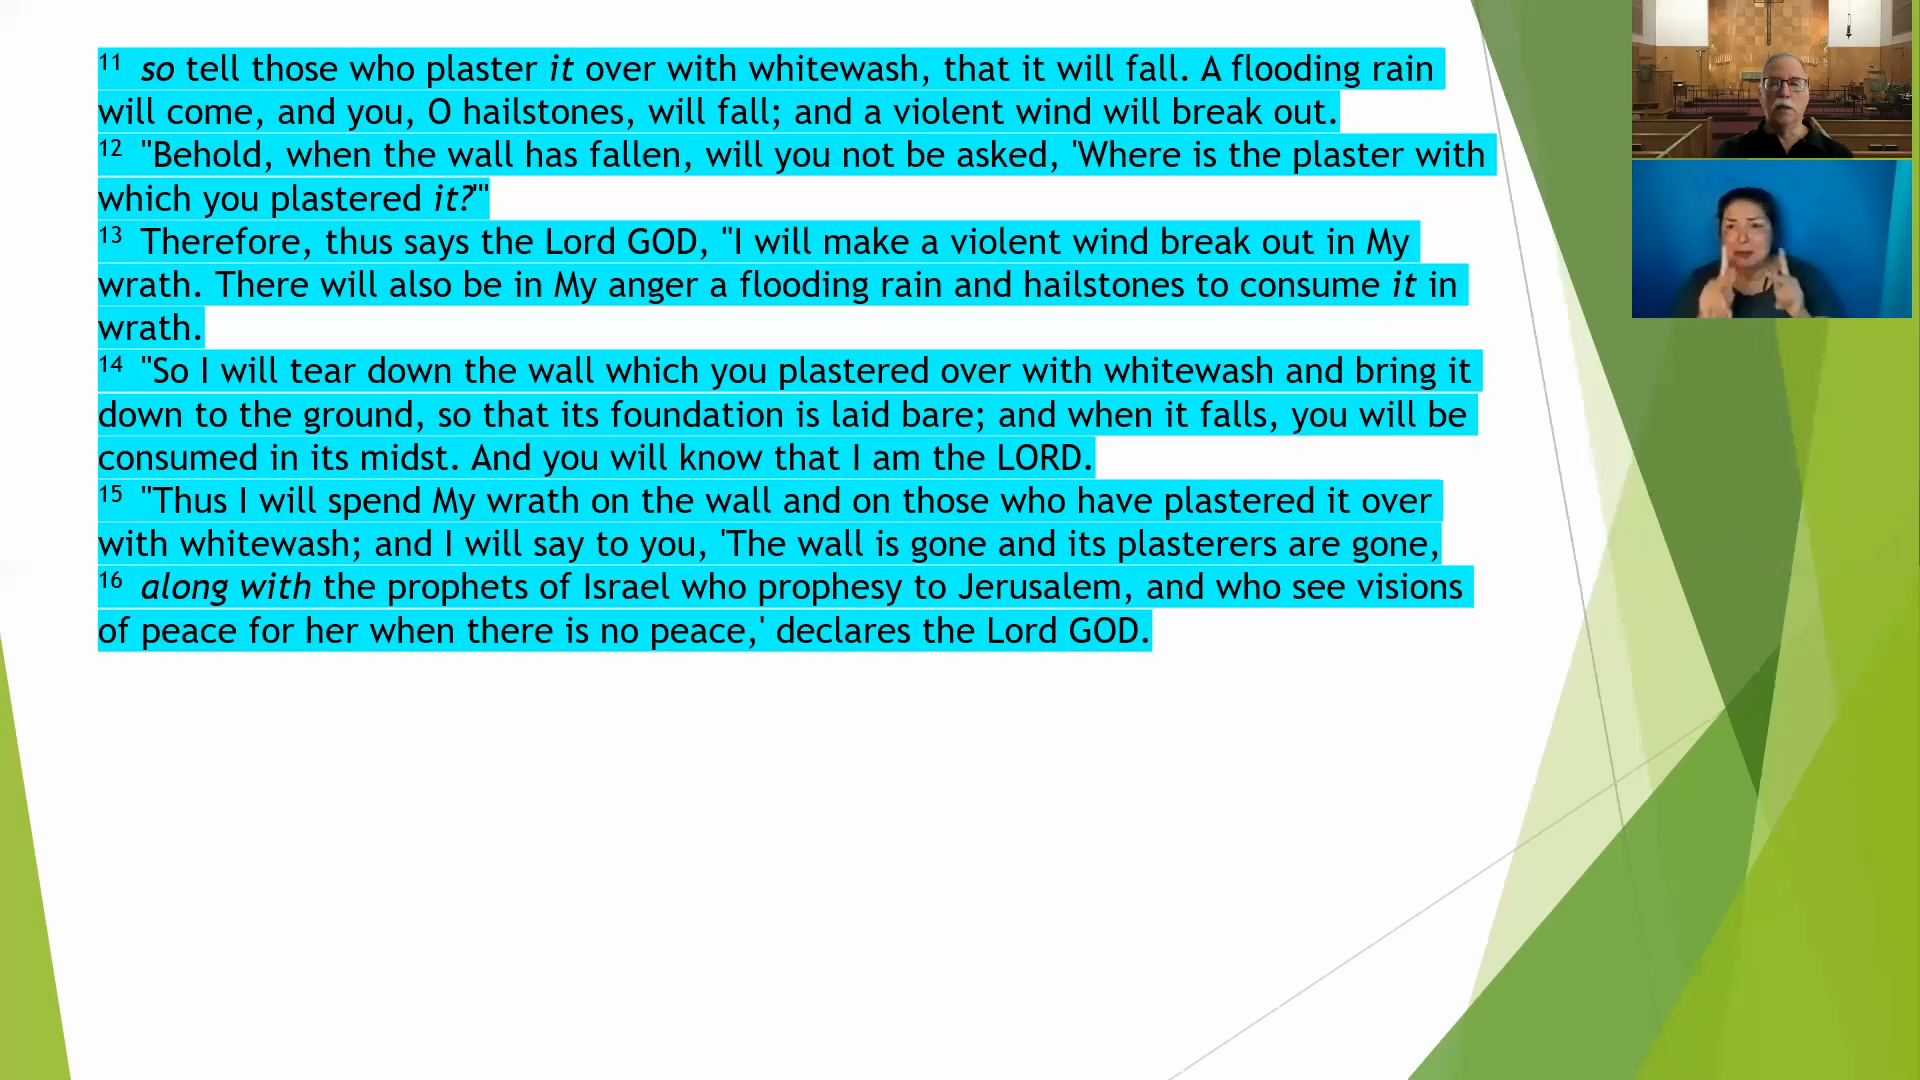 11 so tell those who plaster it over with whitewash, that it will fall. A flooding rain
will come, and you, O hailstones, will fall; and a violent wind will break out.
12 "Behold, when the wall has fallen, will you not be asked, 'Where is the plaster with
which you plastered it?'"
13 Therefore, thus says the Lord GOD, "I will make a violent wind break out in My
wrath. There will also be in My anger a flooding rain and hailstones to consume it in
wrath.
14 "So I will tear down the wall which you plastered over with whitewash and bring it
down to the ground, so that its foundation is laid bare; and when it falls, you will be
consumed in its midst. And you will know that I am the LORD.
15 "Thus I will spend My wrath on the wall and on those who have plastered it over
with whitewash; and I will say to you, 'The wall is gone and its plasterers are gone,
16 along with the prophets of Israel who prophesy to Jerusalem, and who see visions
of peace for her when there is no peace,' declares the Lord GOD.